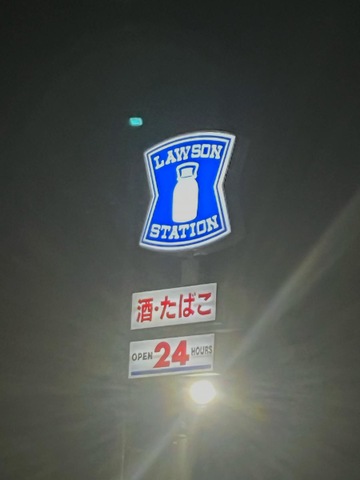 LAWSON
STATION
酒・たばこ
OPEN 24 HOURS